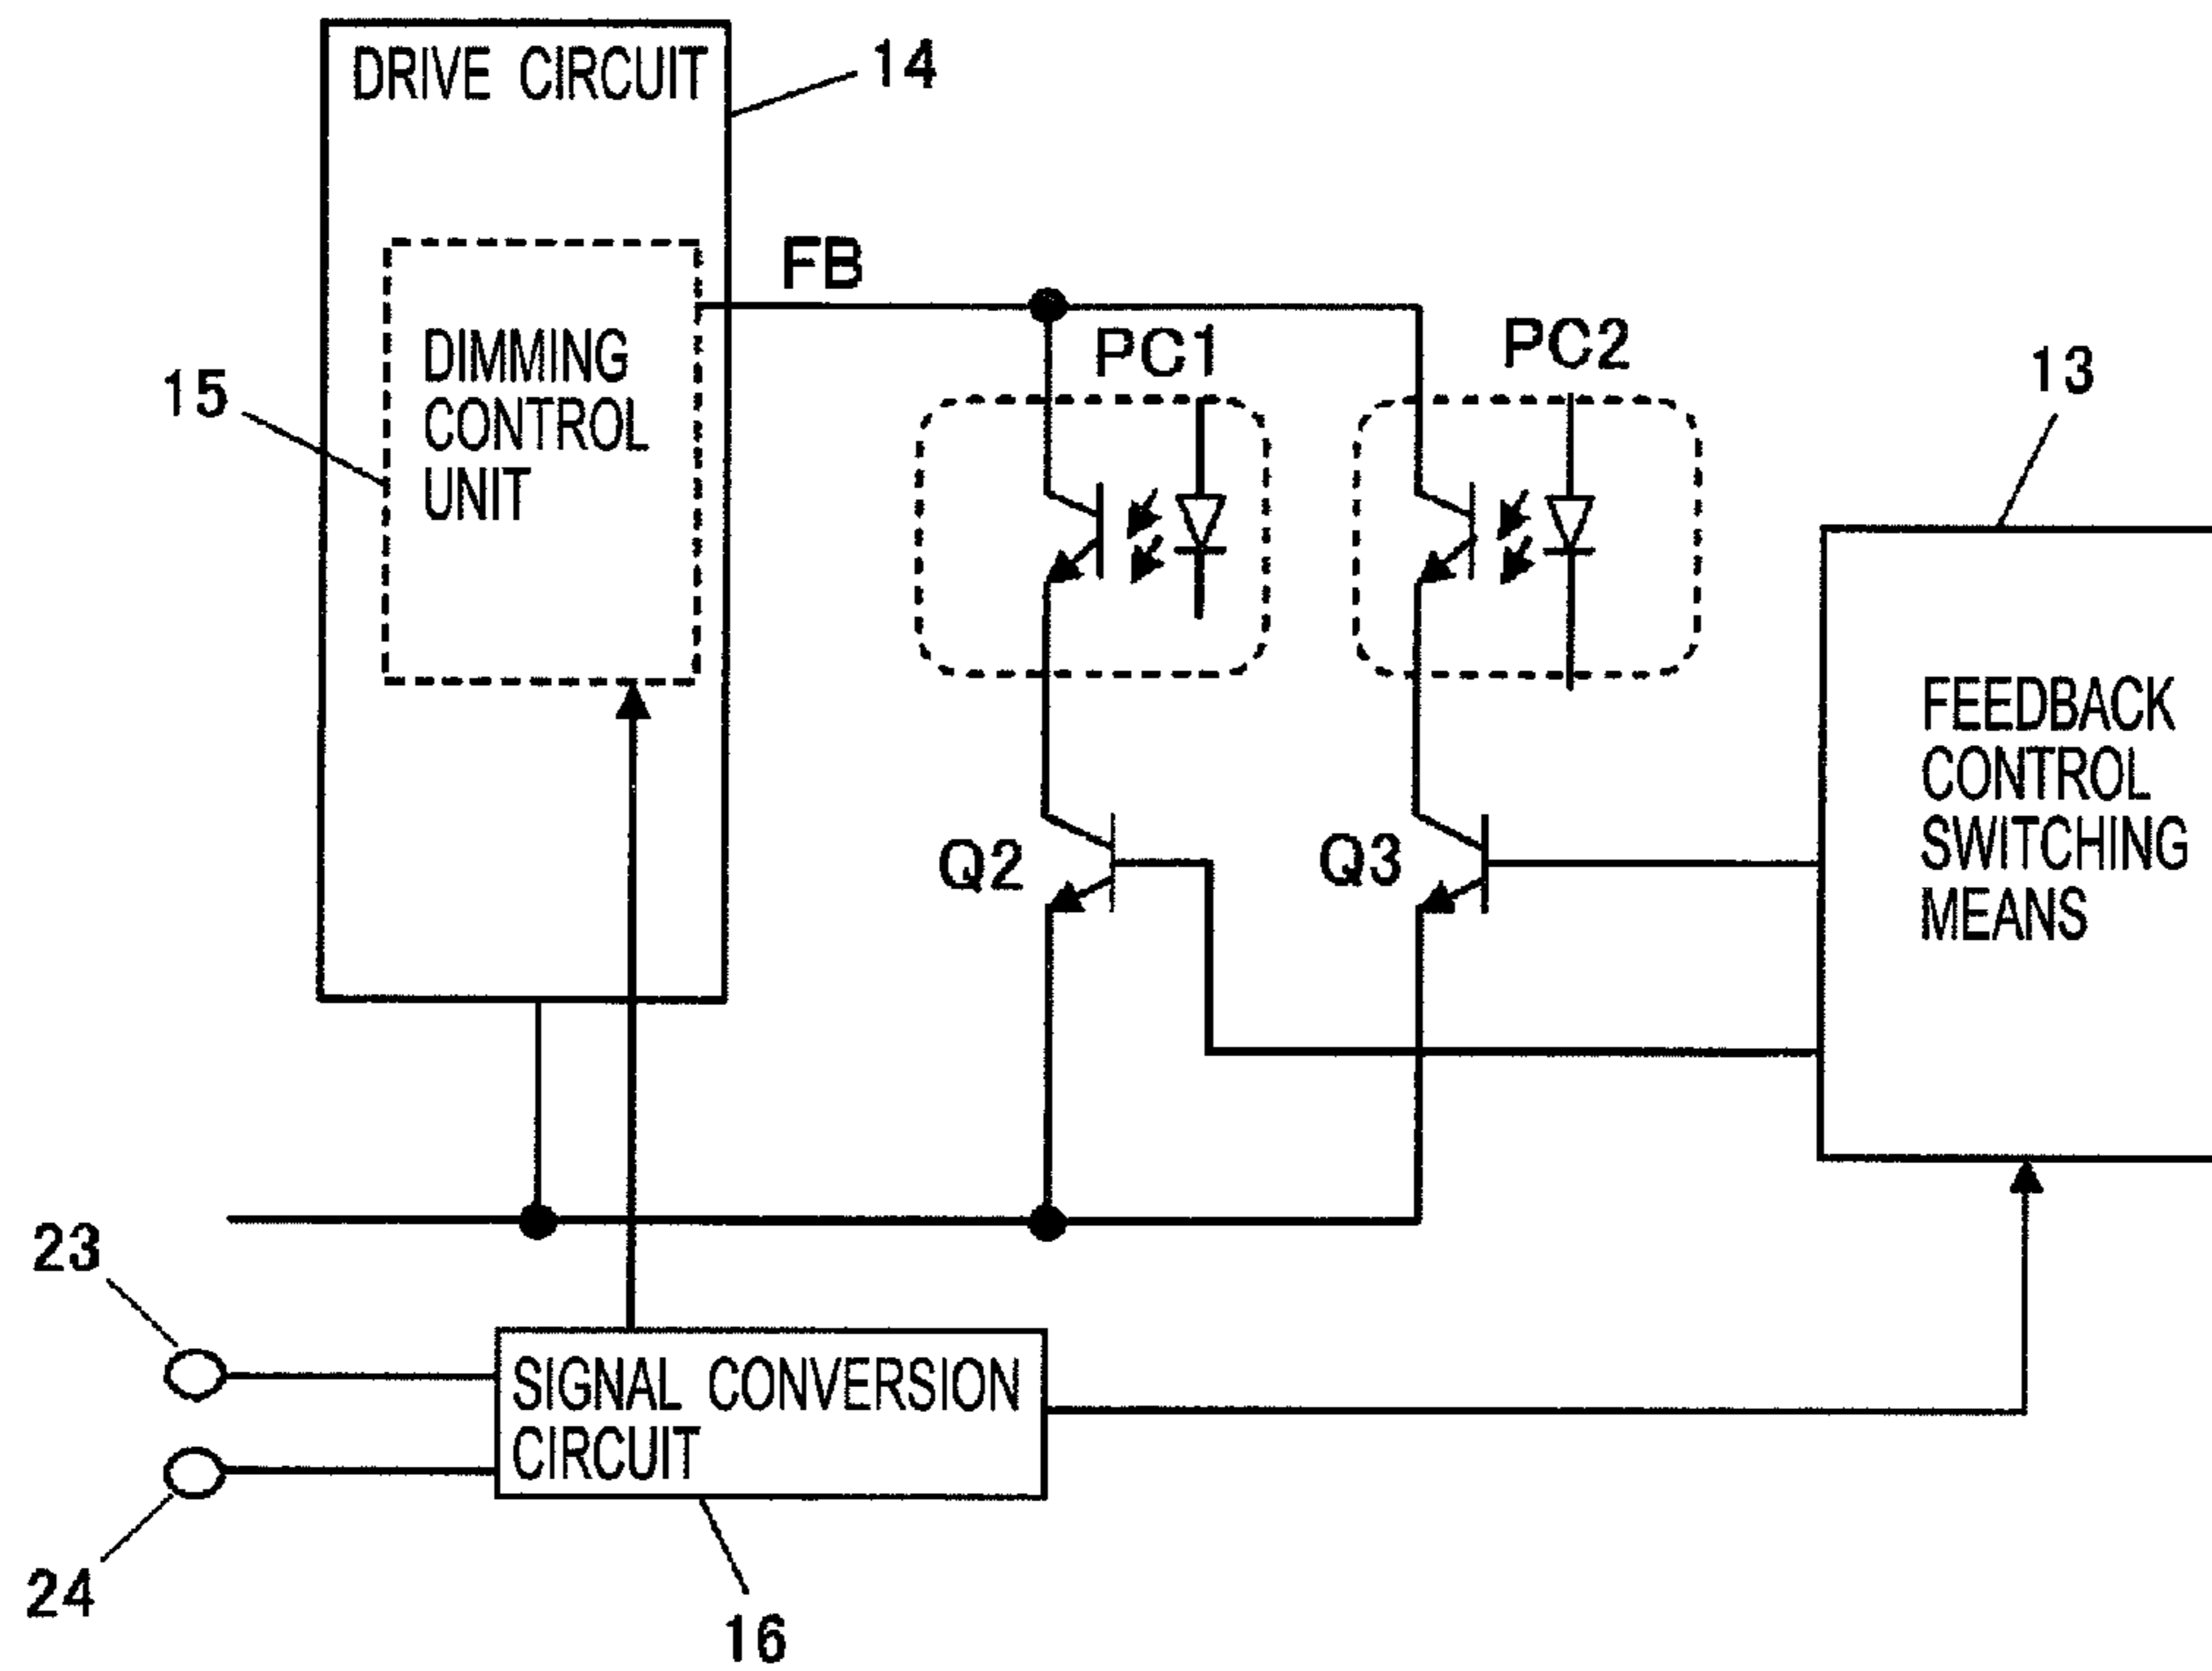 DRIVE CIRCUIT
14
FB
DIMMING
CONTROL
UNIT
15
PC1
PC2
13
FEEDBACK
CONTROL
SWITCHING
MEANS
Q2
Q3
23
SIGNAL CONVERSION
CIRCUIT
24
16